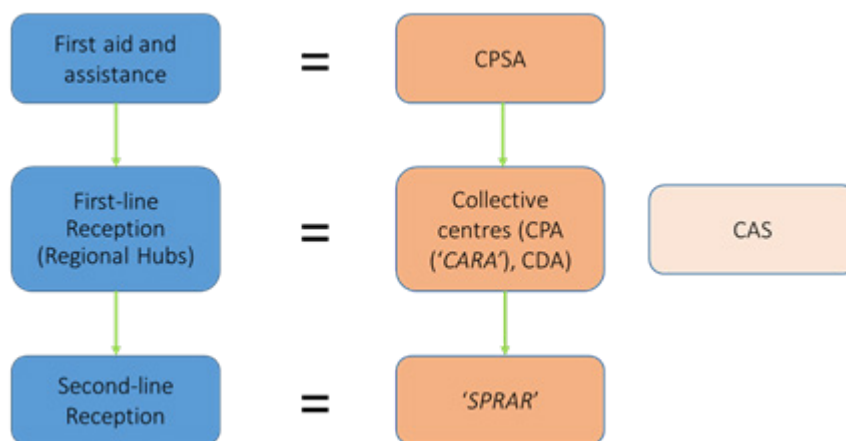 First aid and
assistance
=
CPSA
First-line
Reception
(Regional Hubs)
=
Collective
centres (CPA
(‘CARA’), CDA)
CAS
Second-line
Reception
=
‘SPRAR’